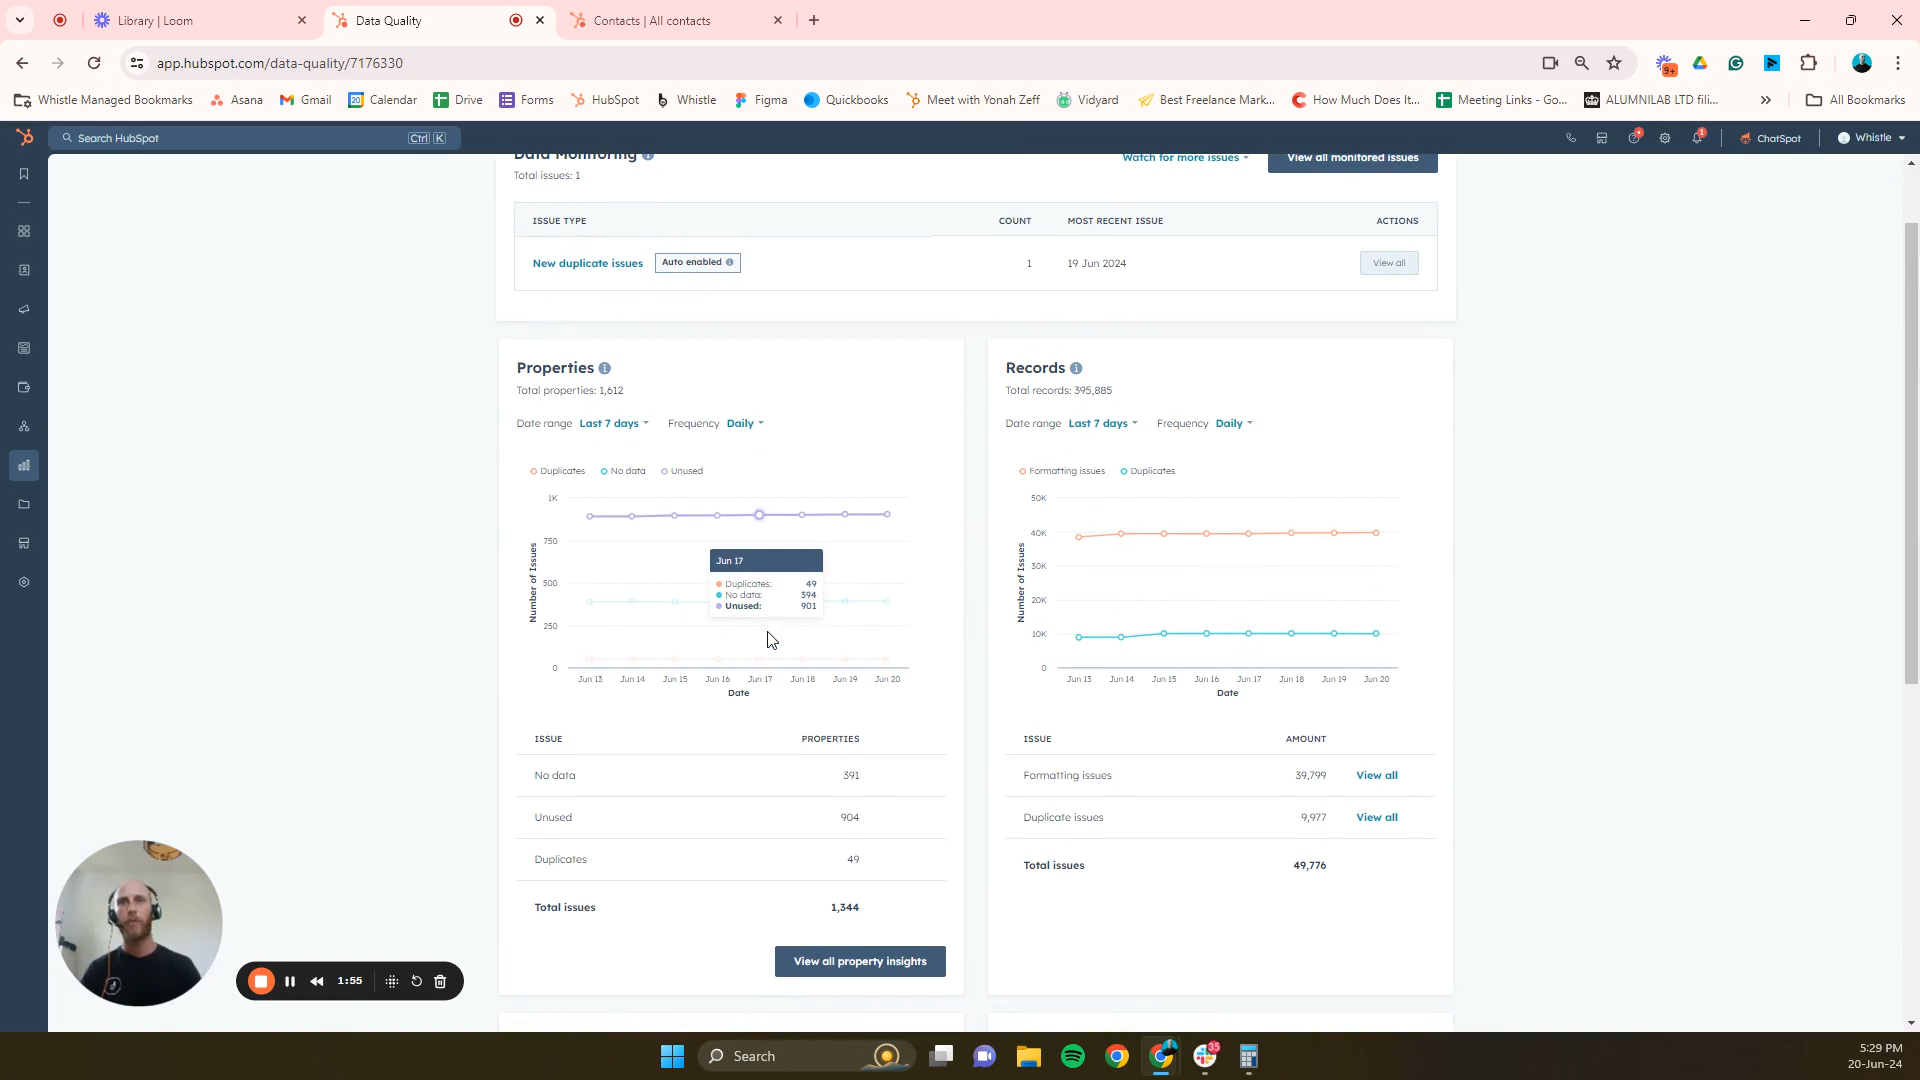 Library | Loom
Data Quality
Contacts | All contacts
app.hubspot.com/data-quality/7176330
9+
Whistle Managed Bookmarks
Asana
Gmail
Calendar
Drive
Forms
HubSpot
Whistle
Figma
Quickbooks
Meet with Yonah Zeff
Vidyard
Best Freelance Mark...
How Much Does It...
Meeting Links - Go...
ALUMNILAB LTD fili...
All Bookmarks
Search HubSpot
Ctrl K
1
ChatSpot
Whistle
Data Monitoring
Total issues: 1
Watch for more issues
View all monitored issues
ISSUE TYPE COUNT MOST RECENT ISSUE ACTIONS
New duplicate issues Auto enabled 1 19 Jun 2024 View all
Properties
Total properties: 1,612
Date range Last 7 days Frequency Daily
Duplicates No data Unused
1K
750
500
250
0
Number of Issues
Jun 17
Duplicates: 49
No data: 394
Unused: 901
Jun 13 Jun 14 Jun 15 Jun 16 Jun 17 Jun 18 Jun 19 Jun 20
Date
ISSUE PROPERTIES
No data 391
Unused 904
Duplicates 49
Total issues 1,344
View all property insights
Records
Total records: 395,885
Date range Last 7 days Frequency Daily
Formatting issues Duplicates
50K
40K
30K
20K
10K
0
Number of Issues
Jun 13 Jun 14 Jun 15 Jun 16 Jun 17 Jun 18 Jun 19 Jun 20
Date
ISSUE AMOUNT
Formatting issues 39,799 View all
Duplicate issues 9,977 View all
Total issues 49,776
1:55
Search
35
5:29 PM
20-Jun-24